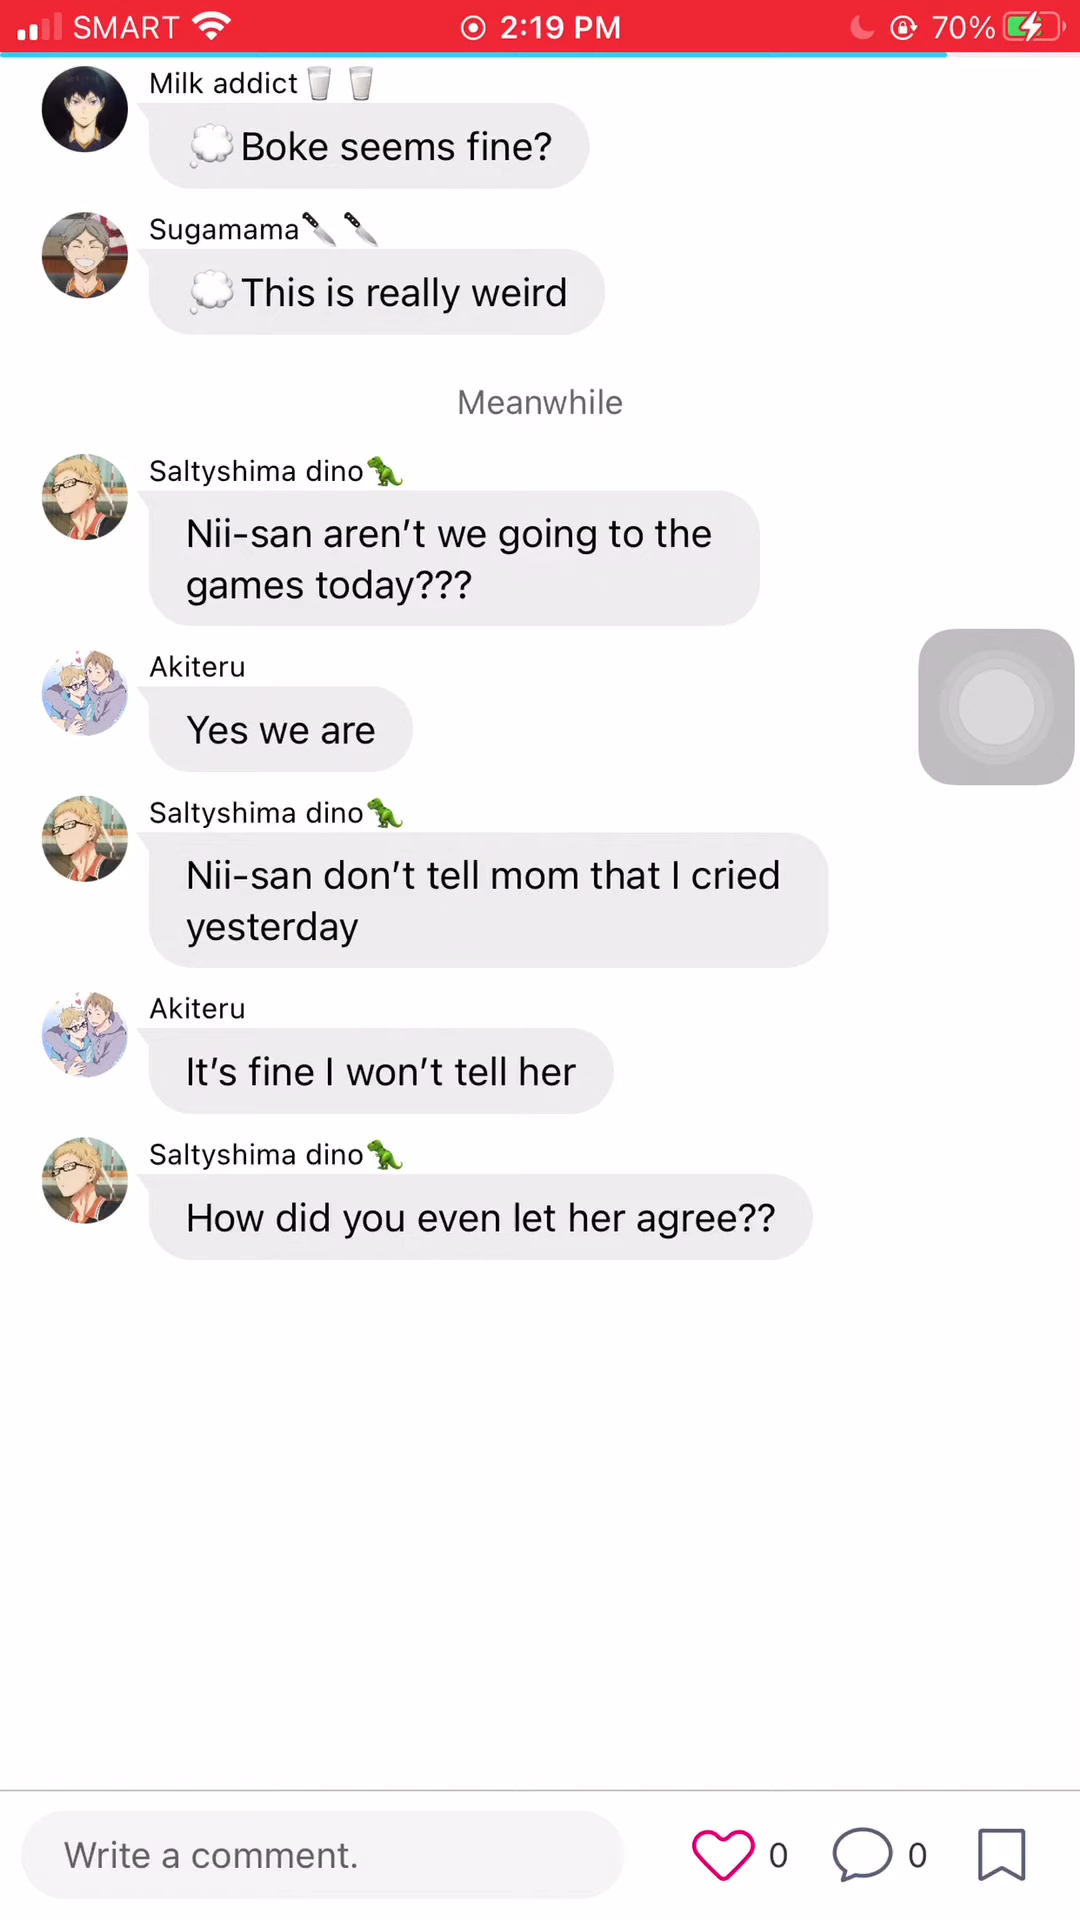 SMART 2:19 PM 70%
Milk addict🥛🥛
💭Boke seems fine?
Sugamama🔪🔪
💭This is really weird
Meanwhile
Saltyshima dino🦖
Nii-san aren’t we going to the
games today???
Akiteru
Yes we are
Saltyshima dino🦖
Nii-san don’t tell mom that I cried
yesterday
Akiteru
It’s fine I won’t tell her
Saltyshima dino🦖
How did you even let her agree??
Write a comment. 0 0